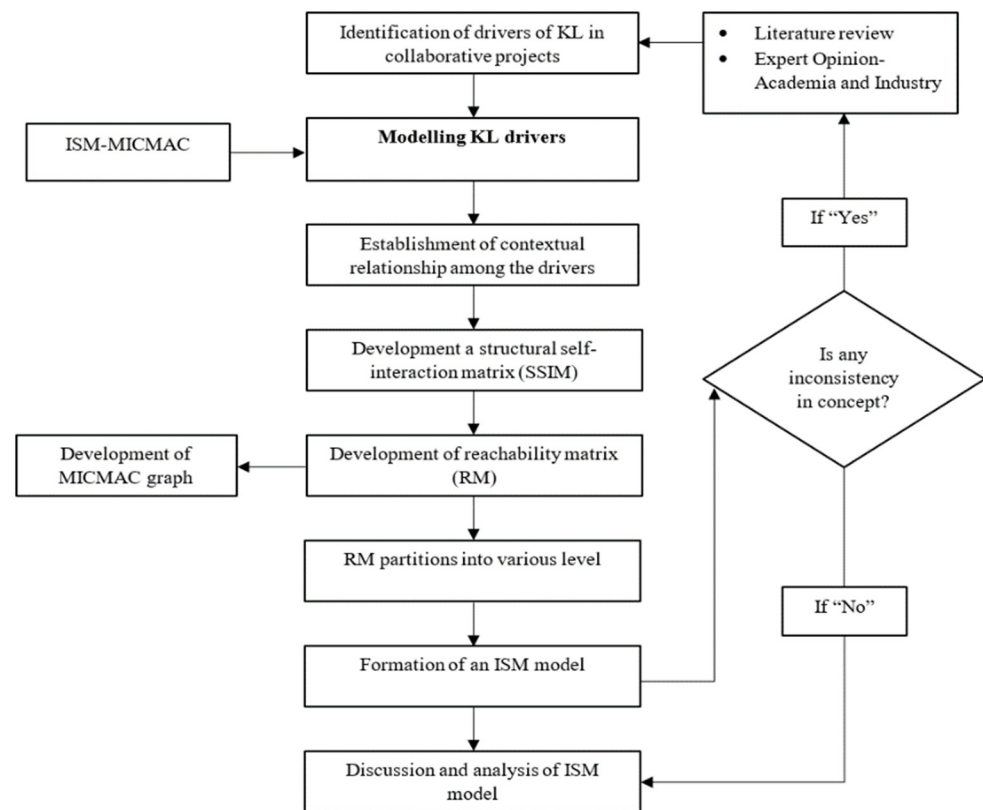 Identification of drivers of KL in
collaborative projects
• Literature review
• Expert Opinion-
Academia and Industry
ISM-MICMAC
Modelling KL drivers
If “Yes”
Establishment of contextual
relationship among the drivers
Development a structural self-
interaction matrix (SSIM)
Is any
inconsistency
in concept?
Development of
MICMAC graph
Development of reachability matrix
(RM)
RM partitions into various level
If “No”
Formation of an ISM model
Discussion and analysis of ISM
model